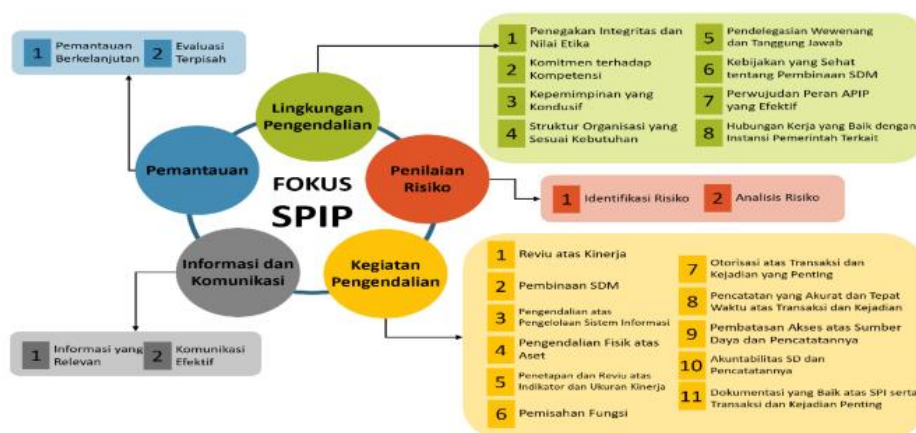 1 Pemantauan
Berkelanjutan
2 Evaluasi
Terpisah
Lingkungan
Pengendalian
1 Penegakan Integritas dan
Nilai Etika
2 Komitmen terhadap
Kompetensi
3 Kepemimpinan yang
Kondusif
4 Struktur Organisasi yang
Sesuai Kebutuhan
5 Pendelegasian Wewenang
dan Tanggung Jawab
6 Kebijakan yang Sehat
tentang Pembinaan SDM
7 Perwujudan Peran APIP
yang Efektif
8 Hubungan Kerja yang Baik dengan
Instansi Pemerintah Terkait
Pemantauan
FOKUS
SPIP
Penilaian
Risiko
1 Identifikasi Risiko
2 Analisis Risiko
Informasi dan
Komunikasi
Kegiatan
Pengendalian
1 Informasi yang
Relevan
2 Komunikasi
Efektif
1 Reviu atas Kinerja
2 Pembinaan SDM
3 Pengendalian atas
Pengelolaan Sistem Informasi
4 Pengendalian Fisik atas
Aset
5 Penetapan dan Reviu atas
Indikator dan Ukuran Kinerja
6 Pemisahan Fungsi
7 Otorisasi atas Transaksi dan
Kejadian yang Penting
8 Pencatatan yang Akurat dan Tepat
Waktu atas Transaksi dan Kejadian
9 Pembatasan Akses atas Sumber
Daya dan Pencatatannya
10 Akuntabilitas SD dan
Pencatatannya
11 Dokumentasi yang Baik atas SPI serta
Transaksi dan Kejadian Penting